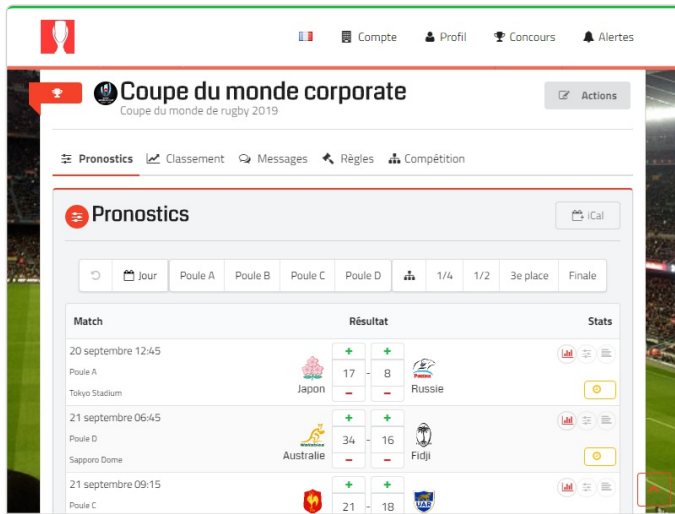 Compte Profil Concours Alertes
Coupe du monde corporate
Coupe du monde de rugby 2019
Actions
Pronostics Classement Messages Règles Compétition
Pronostics
iCal
Jour Poule A Poule B Poule C Poule D 1/4 1/2 3e place Finale
Match Résultat Stats
20 septembre 12:45
Poule A
Tokyo Stadium
+ +
17 - 8
− −
Japon Russie
21 septembre 06:45
Poule D
Sapporo Dome
+ +
34 - 16
− −
Australie Fidji
21 septembre 09:15
Poule C
+ +
21 - 18
UAR